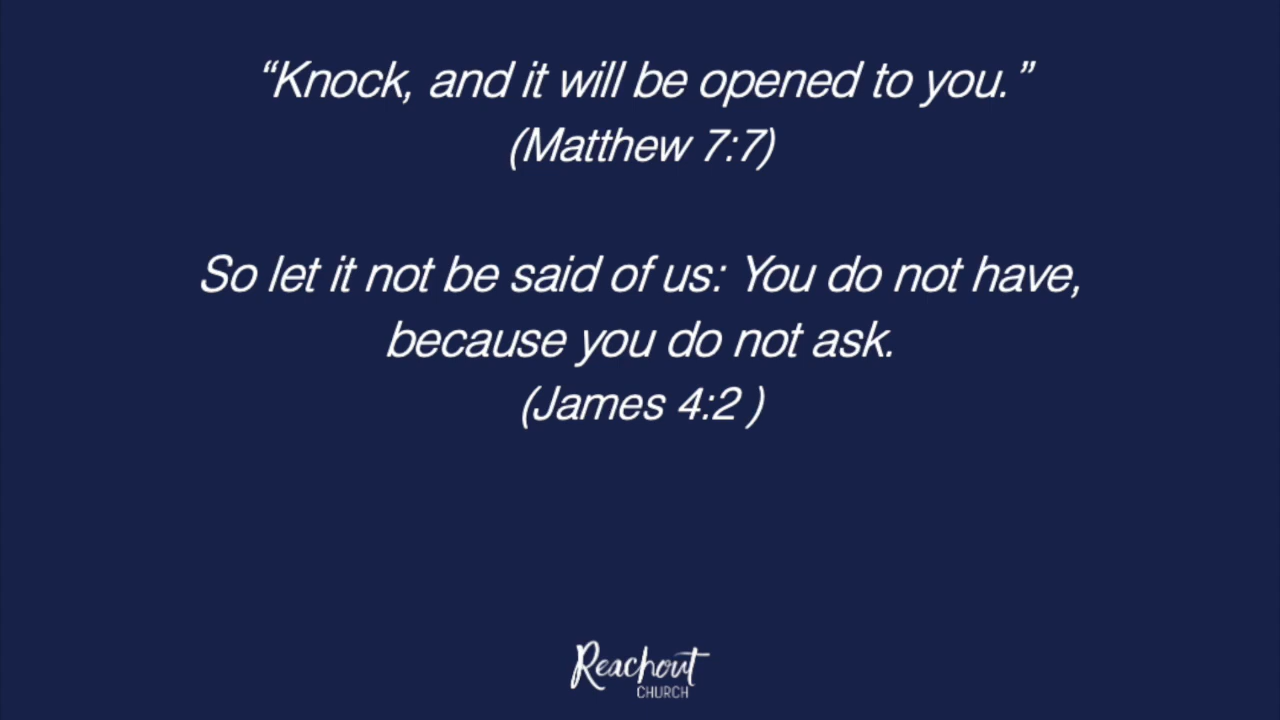 “Knock, and it will be opened to you.”
(Matthew 7:7)
So let it not be said of us: You do not have,
because you do not ask.
(James 4:2 )
Reachout
CHURCH